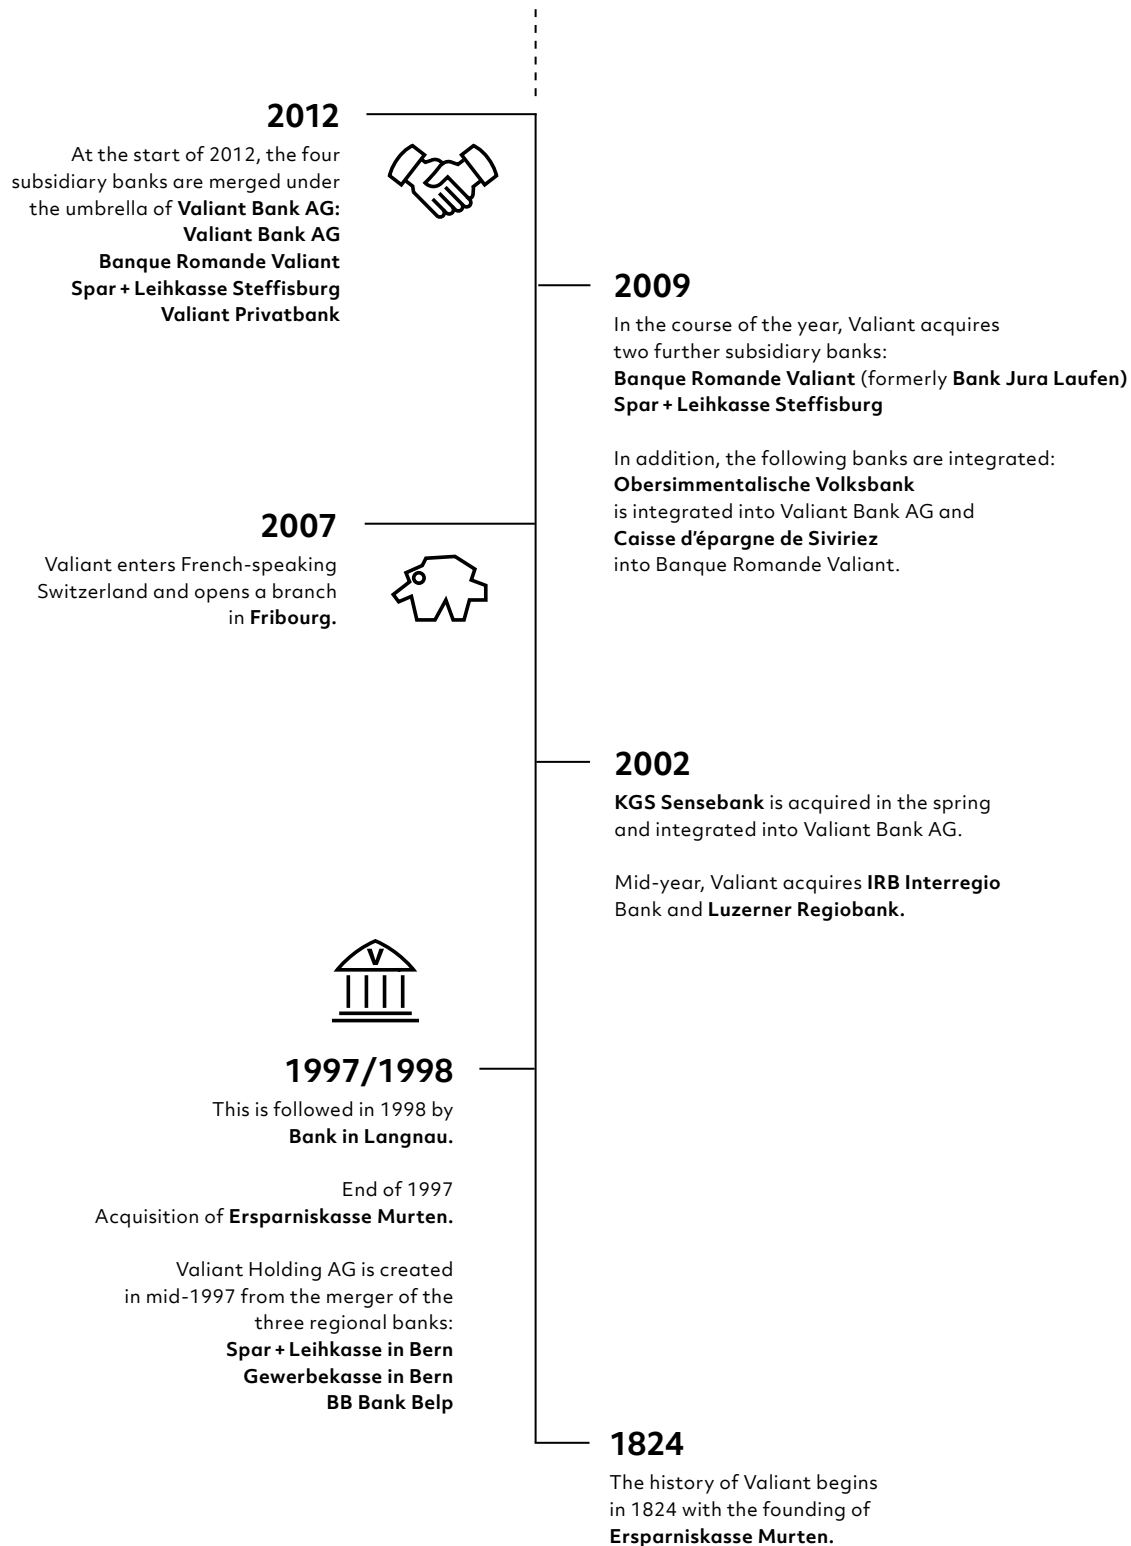 2012
At the start of 2012, the four
subsidiary banks are merged under
the umbrella of Valiant Bank AG:
Valiant Bank AG
Banque Romande Valiant
Spar + Leihkasse Steffisburg
Valiant Privatbank
2009
In the course of the year, Valiant acquires
two further subsidiary banks:
Banque Romande Valiant (formerly Bank Jura Laufen)
Spar + Leihkasse Steffisburg
In addition, the following banks are integrated:
Obersimmentalische Volksbank
is integrated into Valiant Bank AG and
Caisse d’épargne de Siviriez
into Banque Romande Valiant.
2007
Valiant enters French-speaking
Switzerland and opens a branch
in Fribourg.
2002
KGS Sensebank is acquired in the spring
and integrated into Valiant Bank AG.
Mid-year, Valiant acquires IRB Interregio
Bank and Luzerner Regiobank.
V
1997/1998
This is followed in 1998 by
Bank in Langnau.
End of 1997
Acquisition of Ersparniskasse Murten.
Valiant Holding AG is created
in mid-1997 from the merger of the
three regional banks:
Spar + Leihkasse in Bern
Gewerbekasse in Bern
BB Bank Belp
1824
The history of Valiant begins
in 1824 with the founding of
Ersparniskasse Murten.